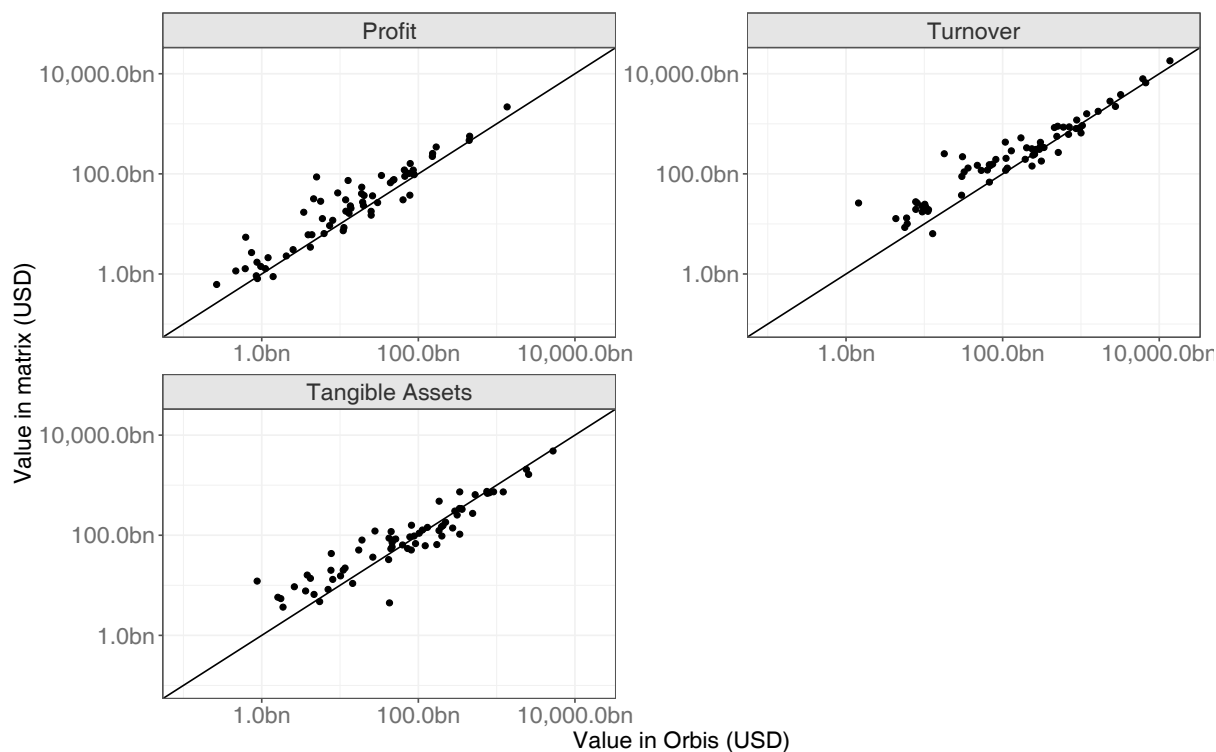 Profit
Turnover
10,000.0bn
100.0bn
1.0bn
1.0bn 100.0bn 10,000.0bn
10,000.0bn
100.0bn
1.0bn
1.0bn 100.0bn 10,000.0bn
Tangible Assets
10,000.0bn
100.0bn
1.0bn
1.0bn 100.0bn 10,000.0bn
Value in matrix (USD)
Value in Orbis (USD)